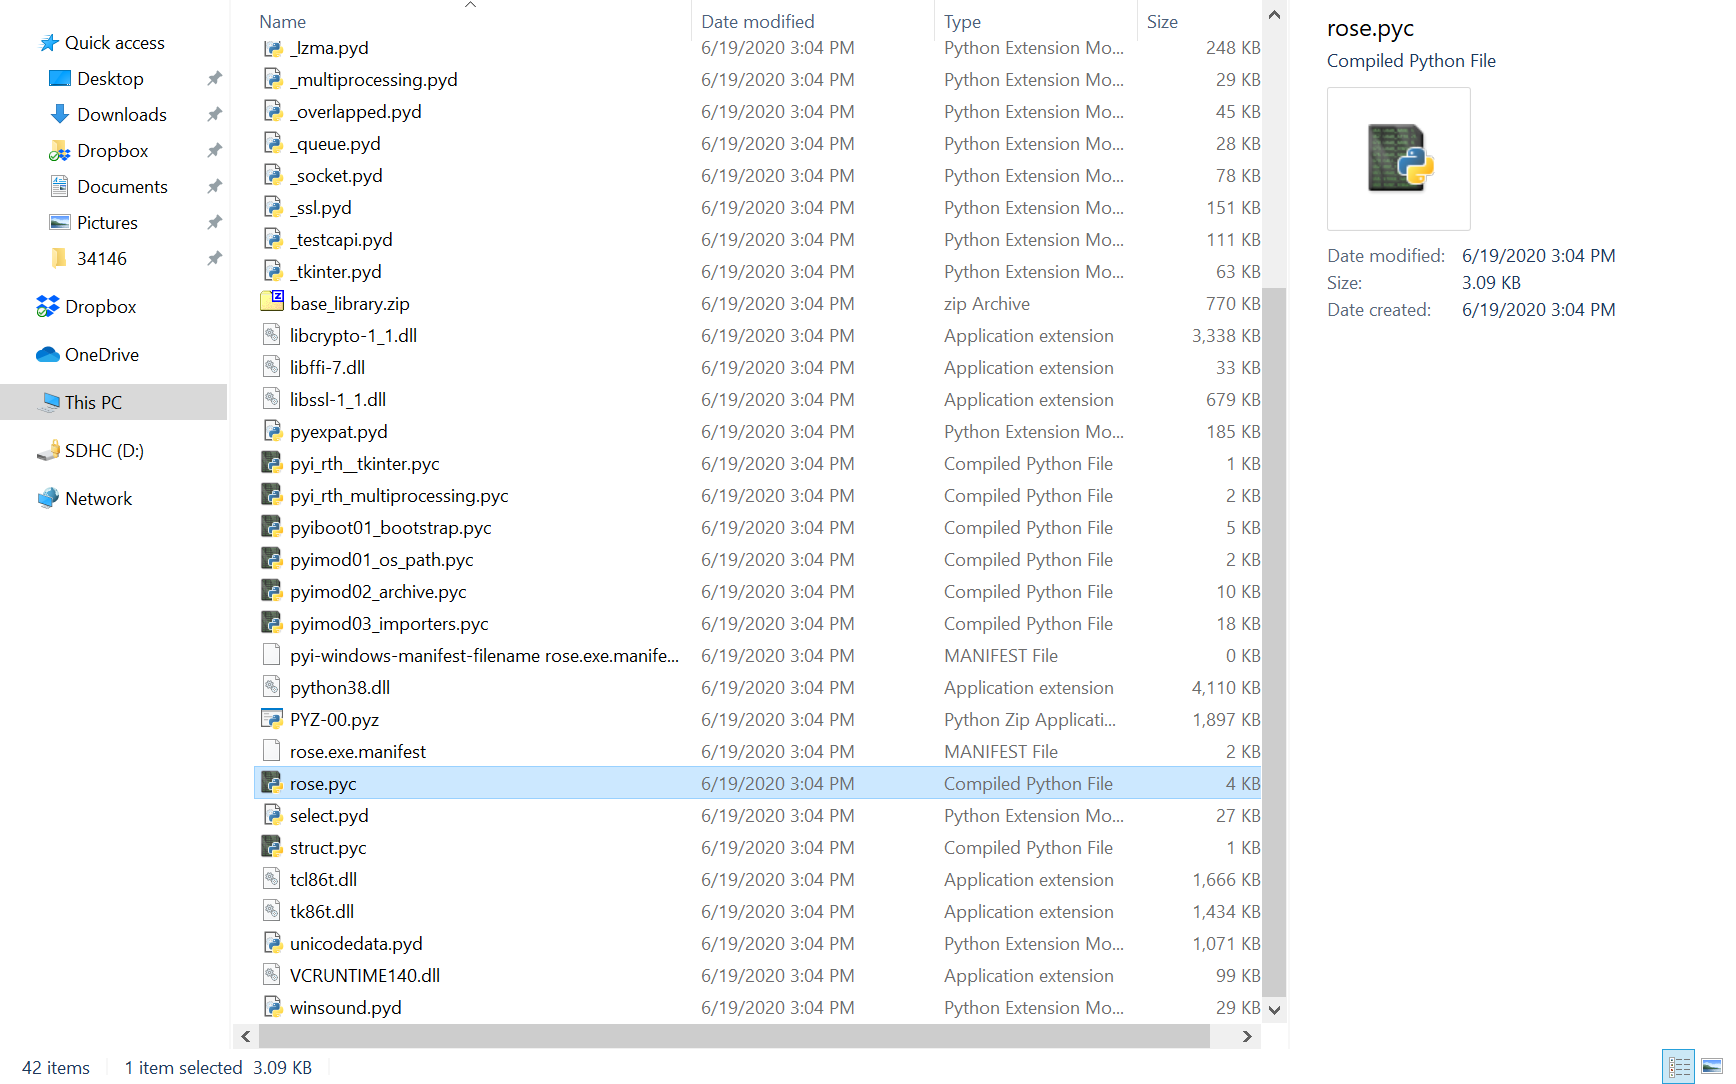 Quick access
Desktop
Downloads
Dropbox
Documents
Pictures
34146
Dropbox
OneDrive
This PC
SDHC (D:)
Network
Name Date modified Type Size
_lzma.pyd 6/19/2020 3:04 PM Python Extension Mo... 248 KB
_multiprocessing.pyd 6/19/2020 3:04 PM Python Extension Mo... 29 KB
_overlapped.pyd 6/19/2020 3:04 PM Python Extension Mo... 45 KB
_queue.pyd 6/19/2020 3:04 PM Python Extension Mo... 28 KB
_socket.pyd 6/19/2020 3:04 PM Python Extension Mo... 78 KB
_ssl.pyd 6/19/2020 3:04 PM Python Extension Mo... 151 KB
_testcapi.pyd 6/19/2020 3:04 PM Python Extension Mo... 111 KB
_tkinter.pyd 6/19/2020 3:04 PM Python Extension Mo... 63 KB
base_library.zip 6/19/2020 3:04 PM zip Archive 770 KB
libcrypto-1_1.dll 6/19/2020 3:04 PM Application extension 3,338 KB
libffi-7.dll 6/19/2020 3:04 PM Application extension 33 KB
libssl-1_1.dll 6/19/2020 3:04 PM Application extension 679 KB
pyexpat.pyd 6/19/2020 3:04 PM Python Extension Mo... 185 KB
pyi_rth__tkinter.pyc 6/19/2020 3:04 PM Compiled Python File 1 KB
pyi_rth_multiprocessing.pyc 6/19/2020 3:04 PM Compiled Python File 2 KB
pyiboot01_bootstrap.pyc 6/19/2020 3:04 PM Compiled Python File 5 KB
pyimod01_os_path.pyc 6/19/2020 3:04 PM Compiled Python File 2 KB
pyimod02_archive.pyc 6/19/2020 3:04 PM Compiled Python File 10 KB
pyimod03_importers.pyc 6/19/2020 3:04 PM Compiled Python File 18 KB
pyi-windows-manifest-filename rose.exe.manife... 6/19/2020 3:04 PM MANIFEST File 0 KB
python38.dll 6/19/2020 3:04 PM Application extension 4,110 KB
PYZ-00.pyz 6/19/2020 3:04 PM Python Zip Applicati... 1,897 KB
rose.exe.manifest 6/19/2020 3:04 PM MANIFEST File 2 KB
rose.pyc 6/19/2020 3:04 PM Compiled Python File 4 KB
select.pyd 6/19/2020 3:04 PM Python Extension Mo... 27 KB
struct.pyc 6/19/2020 3:04 PM Compiled Python File 1 KB
tcl86t.dll 6/19/2020 3:04 PM Application extension 1,666 KB
tk86t.dll 6/19/2020 3:04 PM Application extension 1,434 KB
unicodedata.pyd 6/19/2020 3:04 PM Python Extension Mo... 1,071 KB
VCRUNTIME140.dll 6/19/2020 3:04 PM Application extension 99 KB
winsound.pyd 6/19/2020 3:04 PM Python Extension Mo... 29 KB
rose.pyc
Compiled Python File
Date modified: 6/19/2020 3:04 PM
Size: 3.09 KB
Date created: 6/19/2020 3:04 PM
42 items 1 item selected 3.09 KB